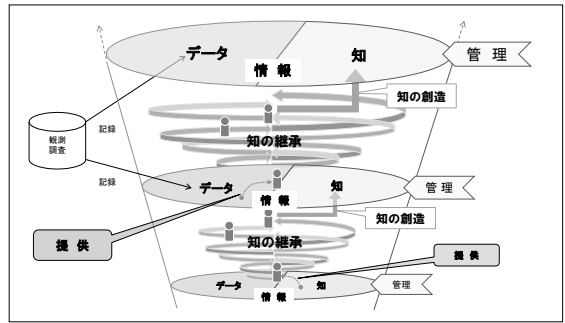 データ
知
情 報
管 理
知の創造
記録
観測
調査
知の継承
記録
データ
知
管 理
情 報
知の創造
提 供
知の継承
提 供
データ
知
管理
情 報